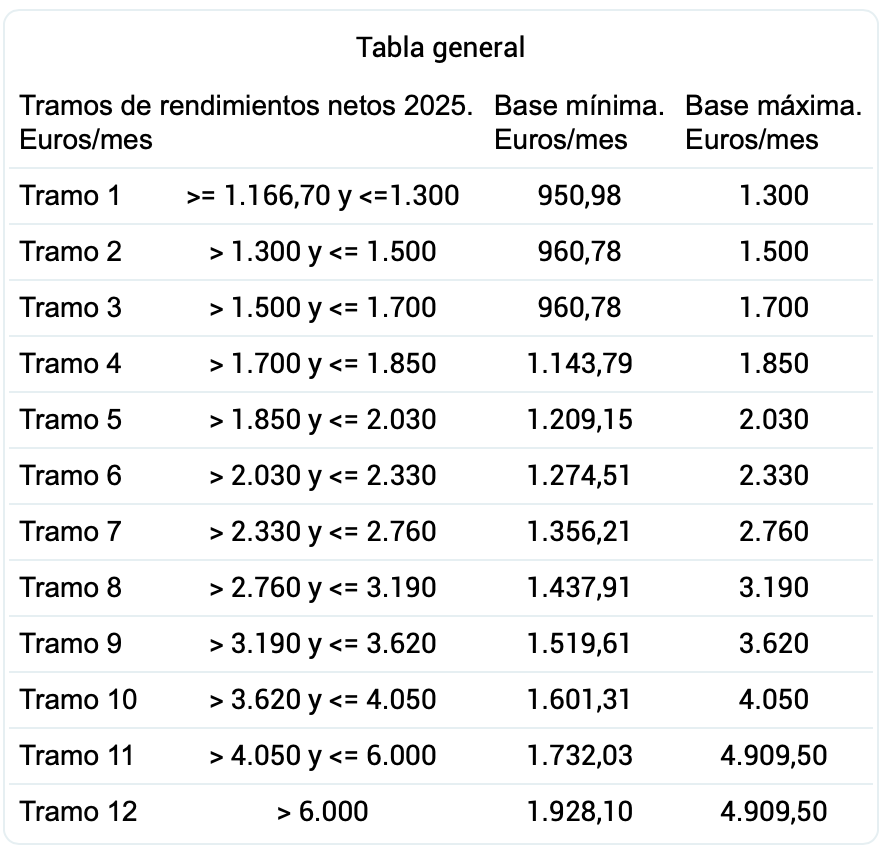 Tabla general
Tramos de rendimientos netos 2025. Base mínima. Base máxima.
Euros/mes Euros/mes Euros/mes
Tramo 1 >= 1.166,70 y <=1.300 950,98 1.300
Tramo 2 > 1.300 y <= 1.500 960,78 1.500
Tramo 3 > 1.500 y <= 1.700 960,78 1.700
Tramo 4 > 1.700 y <= 1.850 1.143,79 1.850
Tramo 5 > 1.850 y <= 2.030 1.209,15 2.030
Tramo 6 > 2.030 y <= 2.330 1.274,51 2.330
Tramo 7 > 2.330 y <= 2.760 1.356,21 2.760
Tramo 8 > 2.760 y <= 3.190 1.437,91 3.190
Tramo 9 > 3.190 y <= 3.620 1.519,61 3.620
Tramo 10 > 3.620 y <= 4.050 1.601,31 4.050
Tramo 11 > 4.050 y <= 6.000 1.732,03 4.909,50
Tramo 12 > 6.000 1.928,10 4.909,50